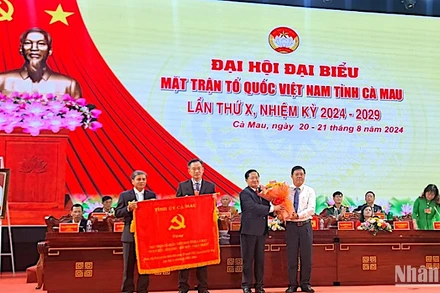 ĐẠI HỘI ĐẠI BIỂU
MẶT TRẬN TỔ QUỐC VIỆT NAM TỈNH CÀ MAU
LẦN THỨ X, NHIỆM KỲ 2024 - 2029
Cà Mau, ngày 20 - 21 tháng 8 năm 2024
TỈNH ỦY CÀ MAU
Nhân